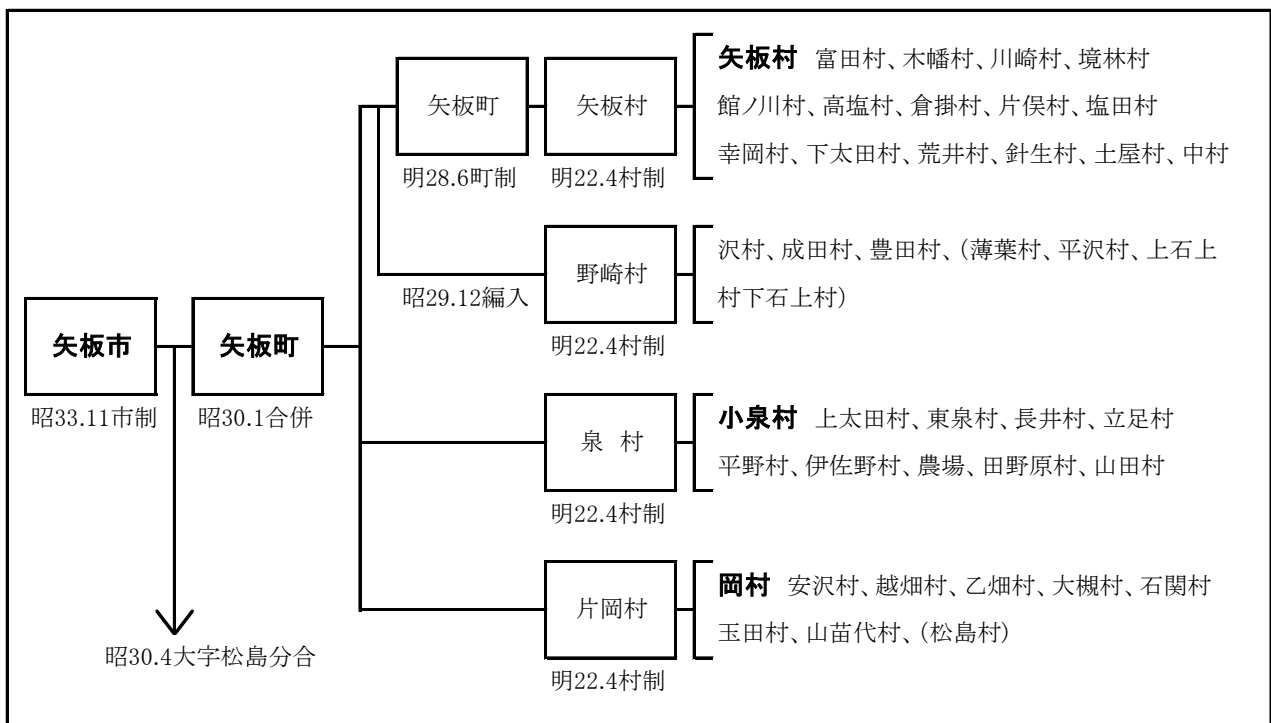 矢板町
矢板村
矢板村 富田村、木幡村、川崎村、境林村
館ノ川村、高塩村、倉掛村、片俣村、塩田村
幸岡村、下太田村、荒井村、針生村、土屋村、中村
明28.6町制
明22.4村制
野崎村
沢村、成田村、豊田村、(薄葉村、平沢村、上石上
村下石上村)
昭29.12編入
明22.4村制
矢板市
矢板町
昭33.11市制
昭30.1合併
泉 村
小泉村 上太田村、東泉村、長井村、立足村
平野村、伊佐野村、農場、田野原村、山田村
明22.4村制
片岡村
岡村 安沢村、越畑村、乙畑村、大槻村、石関村
玉田村、山苗代村、(松島村)
明22.4村制
昭30.4大字松島分合